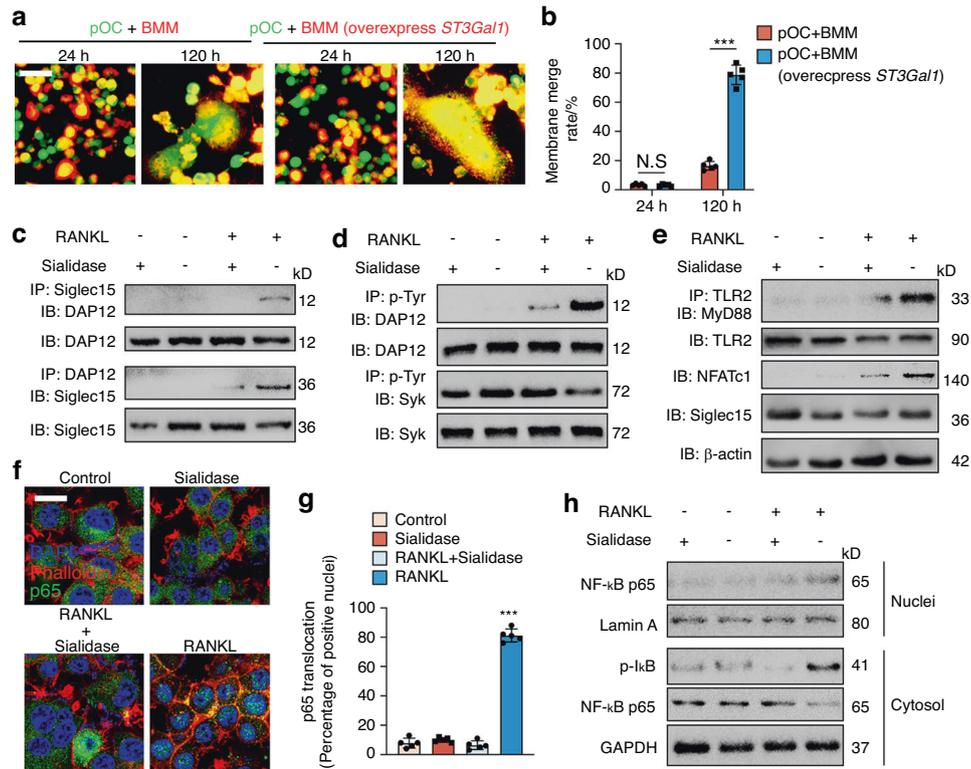 a
pOC + BMM
pOC + BMM (overexpress ST3Gal1)
24 h 120 h 24 h 120 h
b
Membrane merge rate/%
100
80
60
40
20
0
N.S
***
24 h 120 h
pOC+BMM
pOC+BMM
(overecpress ST3Gal1)
c
RANKL - - + +
Sialidase + - + -
kD
IP: Siglec15
IB: DAP12
12
IB: DAP12 12
IP: DAP12
IB: Siglec15
36
IB: Siglec15 36
d
RANKL - - + +
Sialidase + - + -
kD
IP: p-Tyr
IB: DAP12
12
IB: DAP12 12
IP: p-Tyr
IB: Syk
72
IB: Syk 72
e
RANKL - - + +
Sialidase + - + -
kD
IP: TLR2
IB: MyD88
33
IB: TLR2 90
IB: NFATc1 140
IB: Siglec15 36
IB: β-actin 42
f
Control Sialidase
DAPI
Phalloidin
p65
RANKL
+
Sialidase
RANKL
g
Control
Sialidase
RANKL+Sialidase
RANKL
p65 translocation
(Percentage of positive nuclei)
100
80
60
40
20
0
***
h
RANKL - - + +
Sialidase + - + -
kD
NF-κB p65 65
Lamin A 80
Nuclei
p-IκB 41
NF-κB p65 65
GAPDH 37
Cytosol